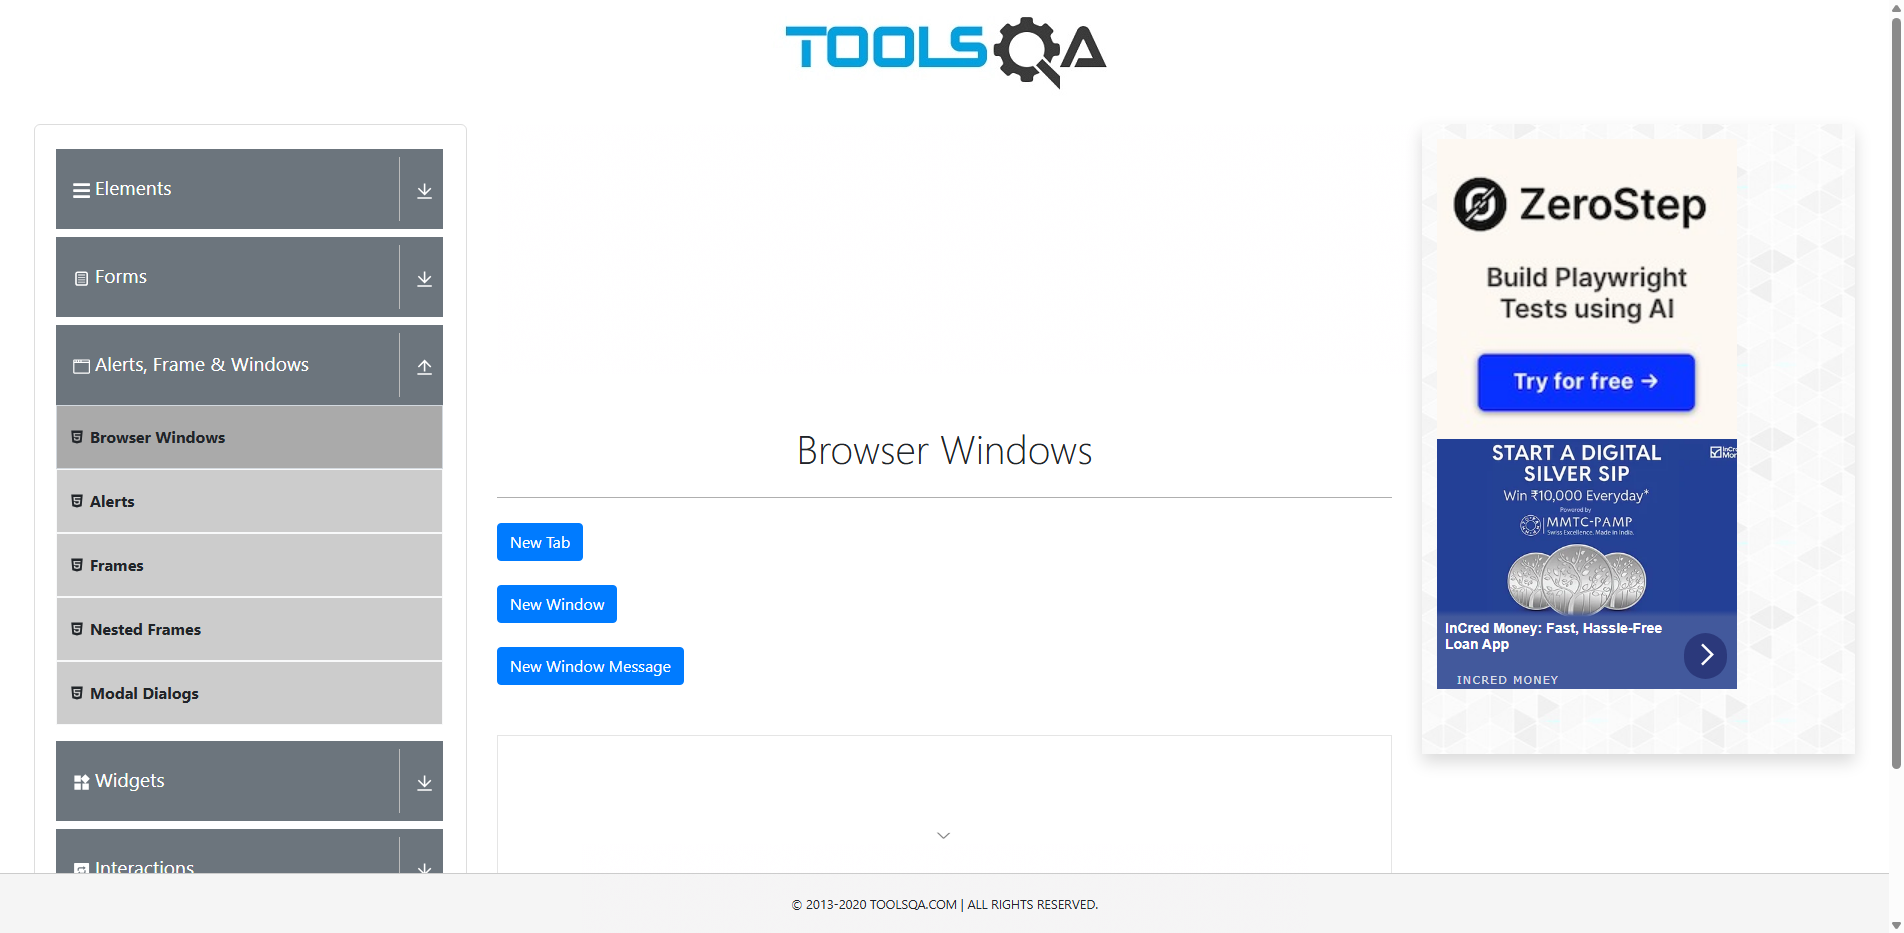 TOOLSQA
Elements
Forms
Alerts, Frame & Windows
Browser Windows
Alerts
Frames
Nested Frames
Modal Dialogs
Widgets
Interactions
Browser Windows
New Tab
New Window
New Window Message
ZeroStep
Build Playwright
Tests using AI
Try for free →
START A DIGITAL
SILVER SIP
Win ₹10,000 Everyday*
Powered by
MMTC-PAMP
Swiss Excellence. Made in India.
InCred Money: Fast, Hassle-Free
Loan App
INCRED MONEY
© 2013-2020 TOOLSQA.COM | ALL RIGHTS RESERVED.